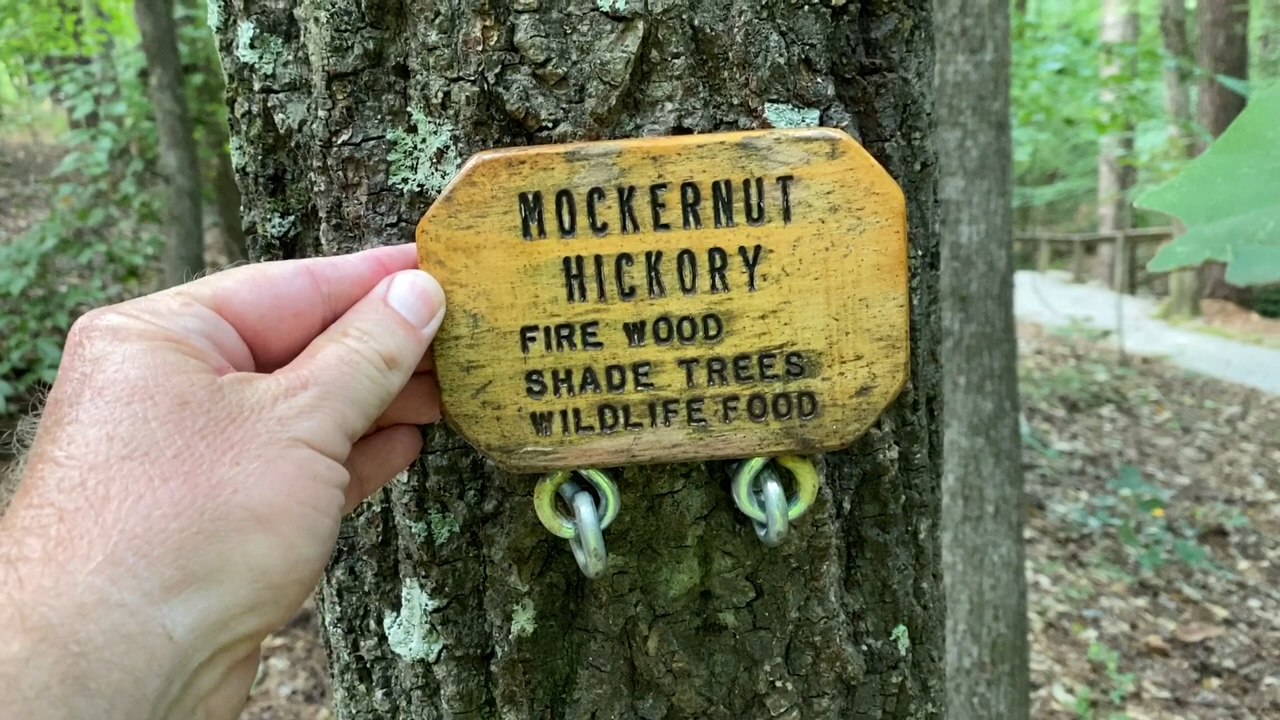 MOCKERNUT
HICKORY
FIRE WOOD
SHADE TREES
WILDLIFE FOOD